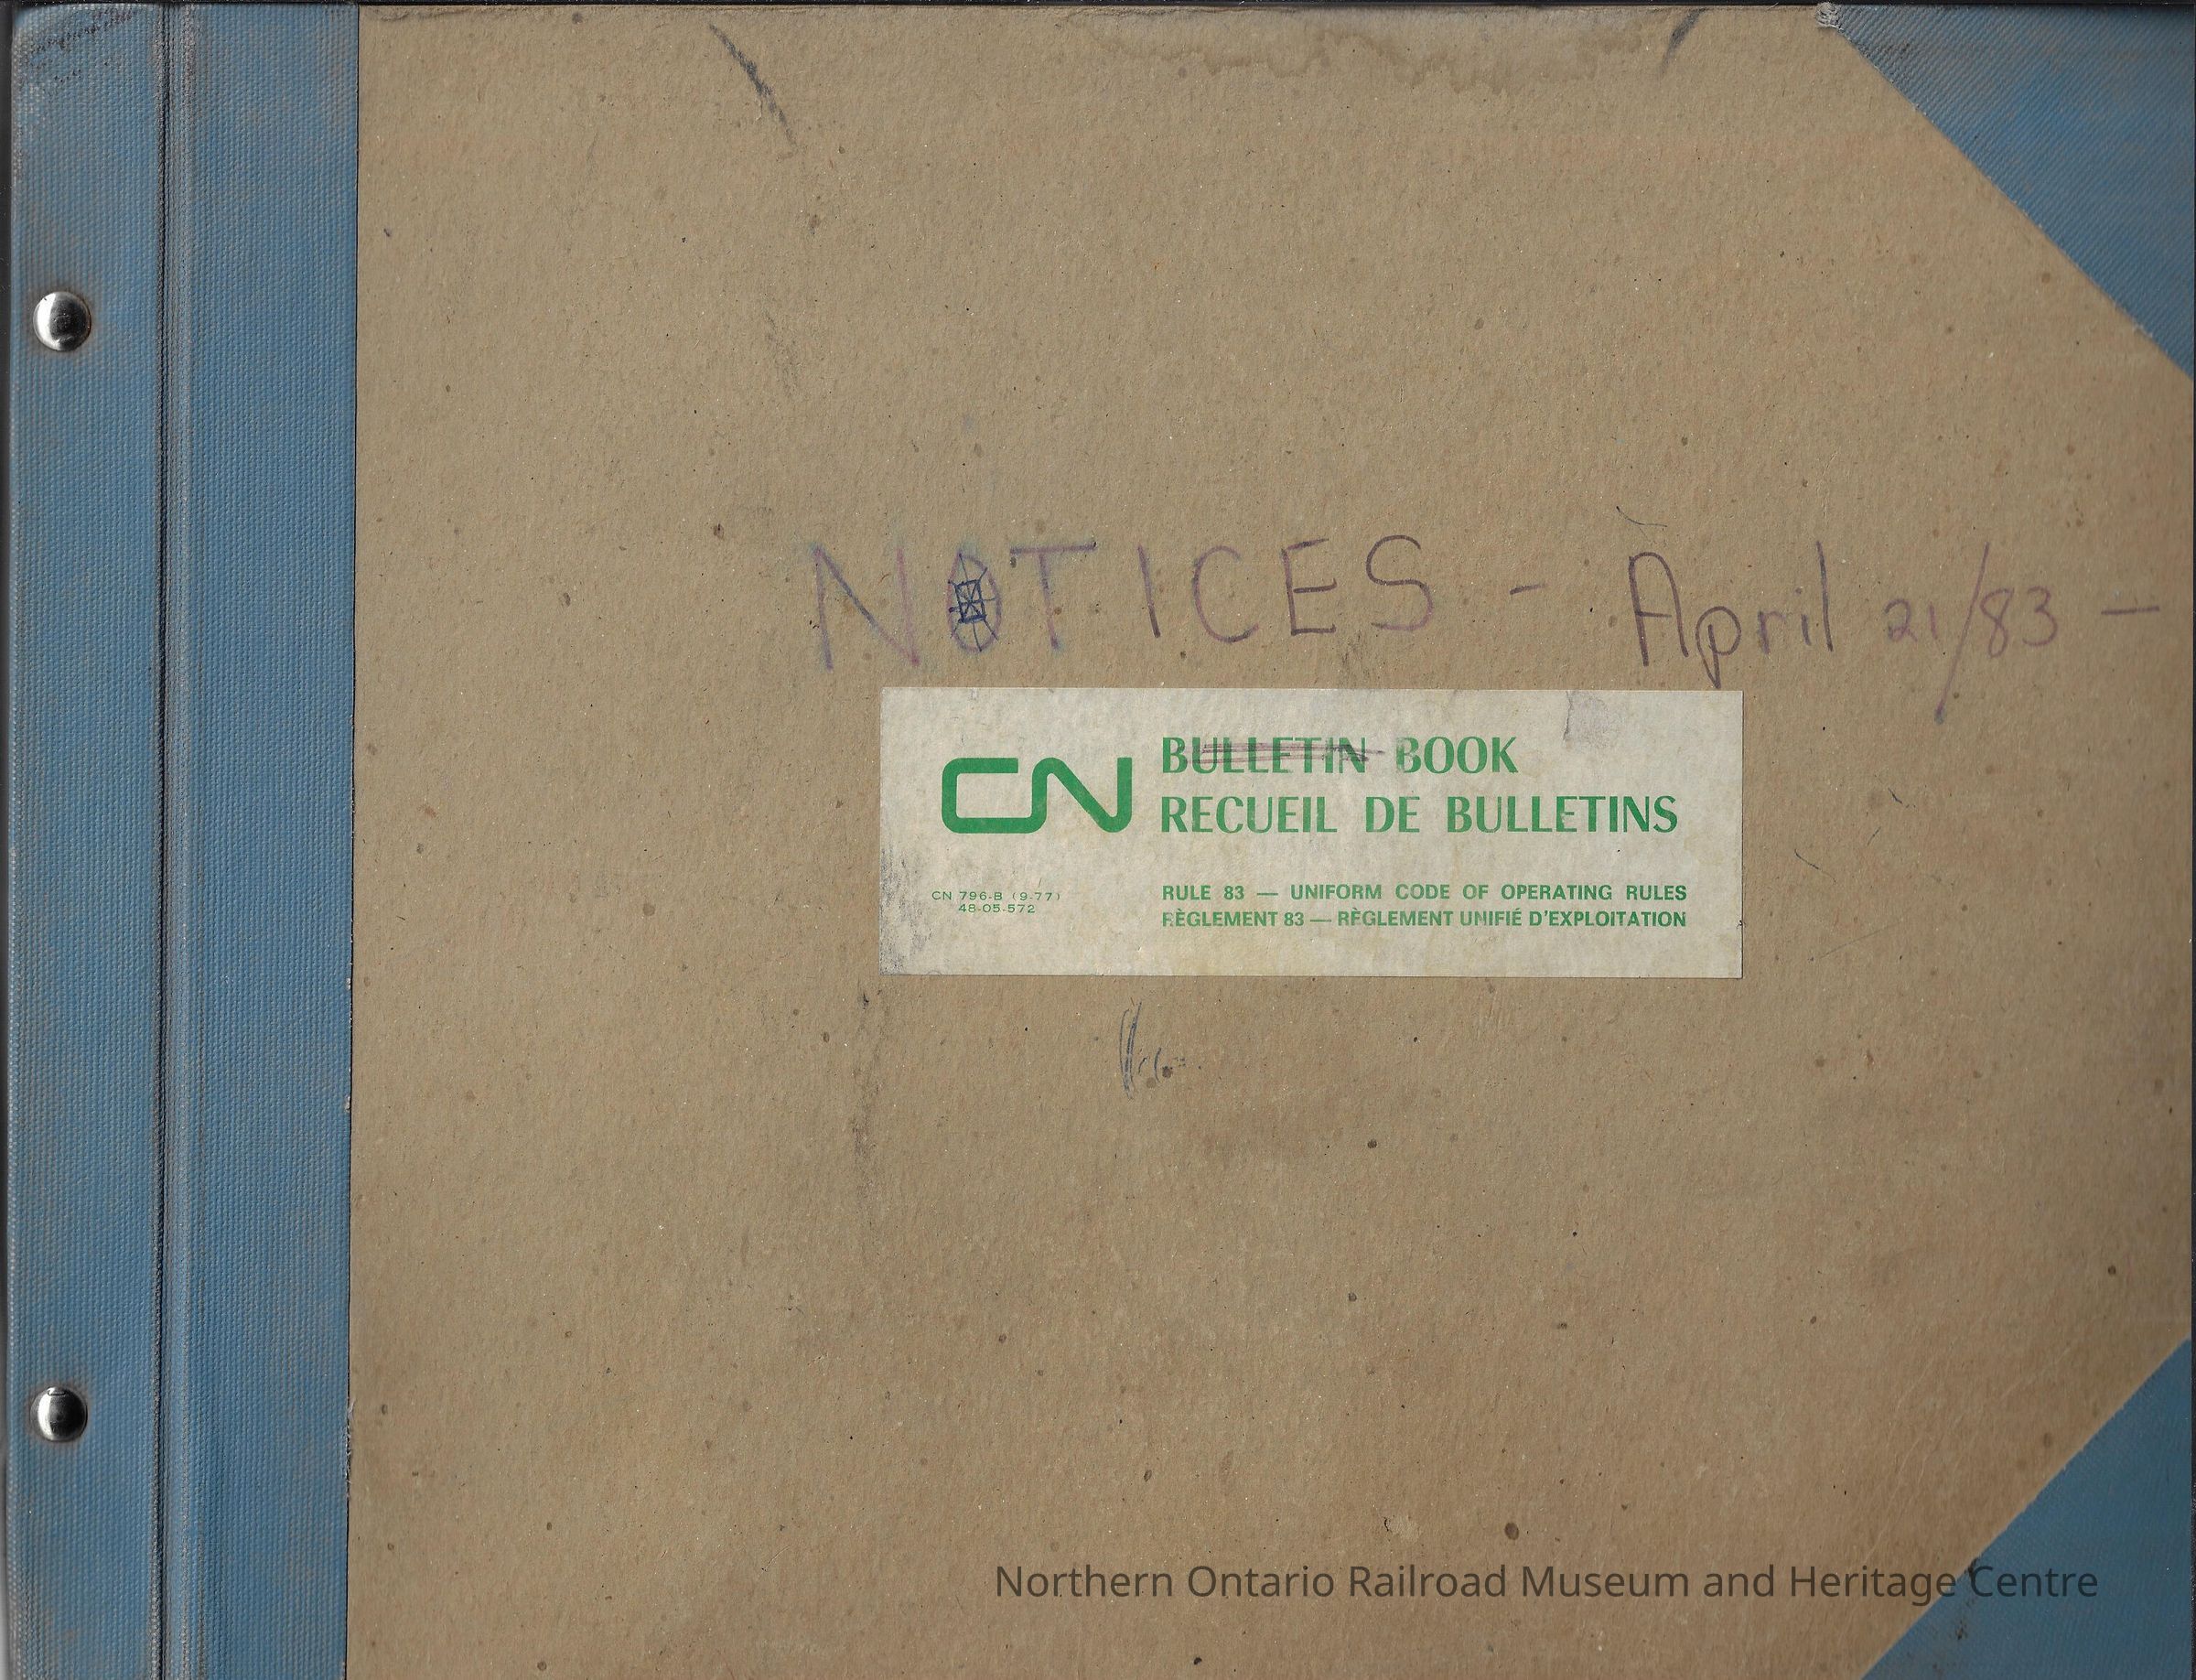 NOTICES - April 21/83 -
CN
BULLETIN BOOK
RECUEIL DE BULLETINS
CN 796-B (9-77)
48-05-572
RULE 83 — UNIFORM CODE OF OPERATING RULES
RÈGLEMENT 83 — RÈGLEMENT UNIFIÉ D'EXPLOITATION
Northern Ontario Railroad Museum and Heritage Centre